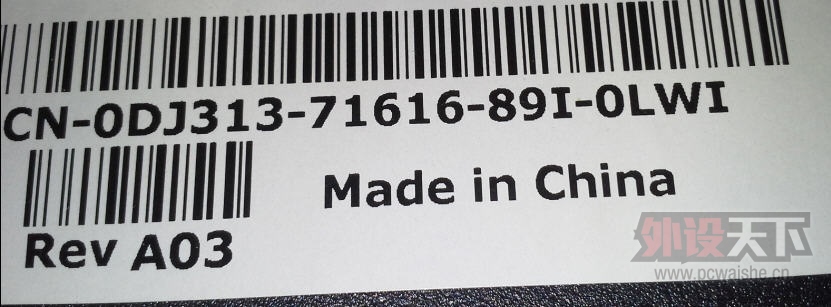 CN-0DJ313-71616-89I-0LWI
Made in China
Rev A03
外设天下
www.pcwaishe.cn